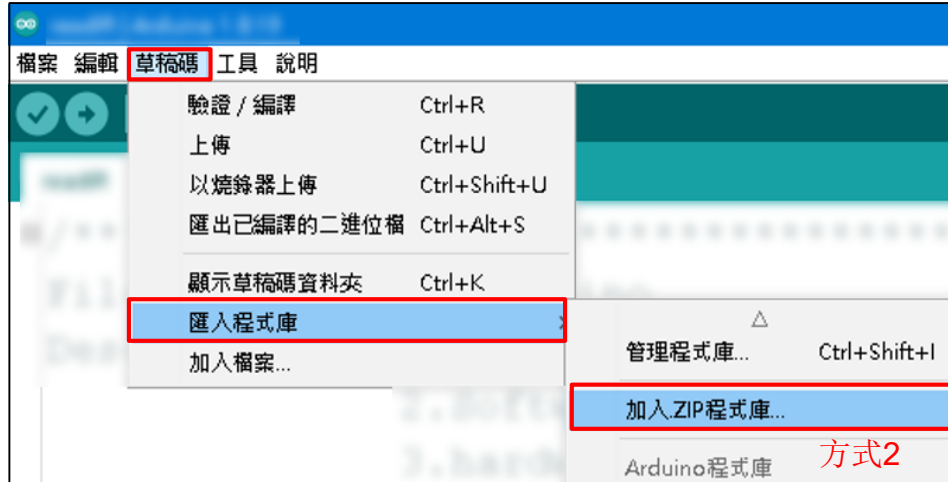 檔案 編輯 草稿碼 工具 說明
驗證 / 編譯 Ctrl+R
上傳 Ctrl+U
以燒錄器上傳 Ctrl+Shift+U
匯出已編譯的二進位檔 Ctrl+Alt+S
顯示草稿碼資料夾 Ctrl+K
匯入程式庫
加入檔案...
管理程式庫... Ctrl+Shift+I
加入.ZIP程式庫...
Arduino程式庫
方式2